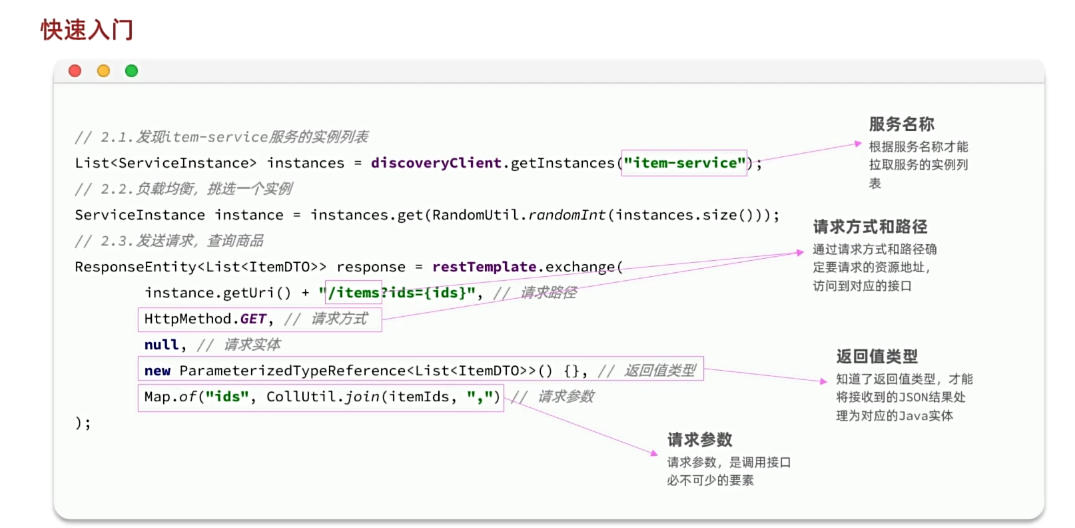 快速入门
// 2.1.发现item-service服务的实例列表
List<ServiceInstance> instances = discoveryClient.getInstances("item-service");
// 2.2.负载均衡，挑选一个实例
ServiceInstance instance = instances.get(RandomUtil.randomInt(instances.size()));
// 2.3.发送请求，查询商品
ResponseEntity<List<ItemDTO>> response = restTemplate.exchange(
instance.getUri() + "/items?ids={ids}", // 请求路径
HttpMethod.GET, // 请求方式
null, // 请求实体
new ParameterizedTypeReference<List<ItemDTO>>() {}, // 返回值类型
Map.of("ids", CollUtil.join(itemIds, ",") // 请求参数
);
服务名称
根据服务名称才能
拉取服务的实例列
表
请求方式和路径
通过请求方式和路径确
定要请求的资源地址，
访问到对应的接口
返回值类型
知道了返回值类型，才能
将接收到的JSON结果处
理为对应的Java实体
请求参数
请求参数，是调用接口
必不可少的要素